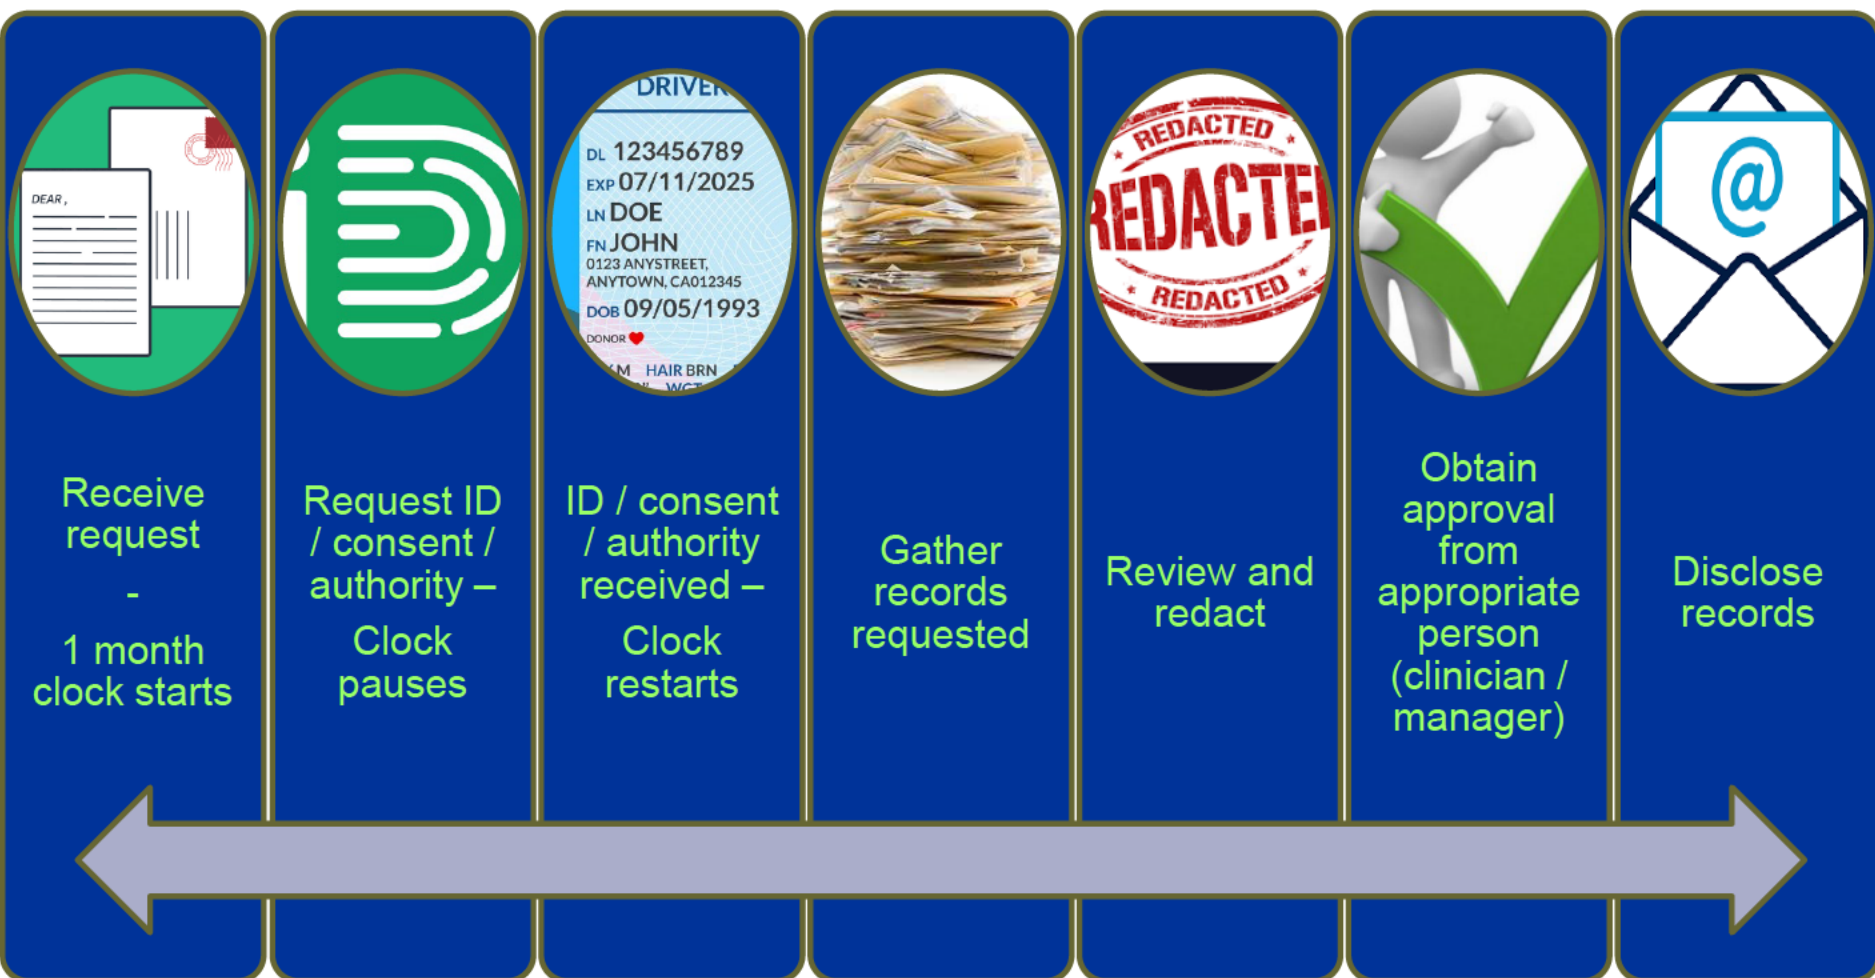 DEAR ,
Receive
request
-
1 month
clock starts
Request ID
/ consent /
authority –
Clock
pauses
DRIVER
DL 123456789
EXP 07/11/2025
LN DOE
FN JOHN
0123 ANYSTREET,
ANYTOWN, CA012345
DOB 09/05/1993
DONOR
M HAIR BRN
WGT
ID / consent
/ authority
received –
Clock
restarts
Gather
records
requested
REDACTED
REDACTED
REDACTED
Review and
redact
Obtain
approval
from
appropriate
person
(clinician /
manager)
@
Disclose
records